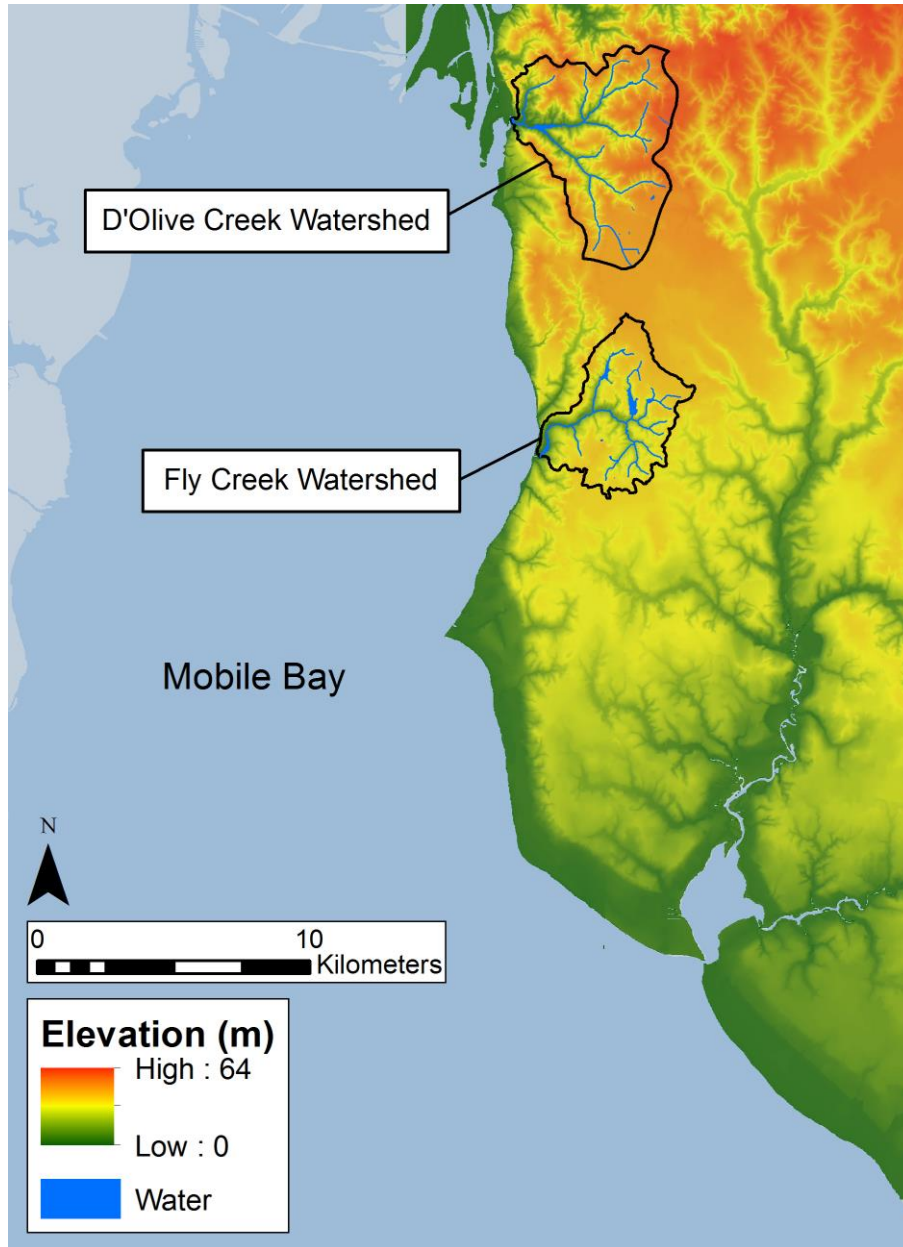 D'Olive Creek Watershed
Fly Creek Watershed
Mobile Bay
N
0 10
Kilometers
Elevation (m)
High : 64
Low : 0
Water